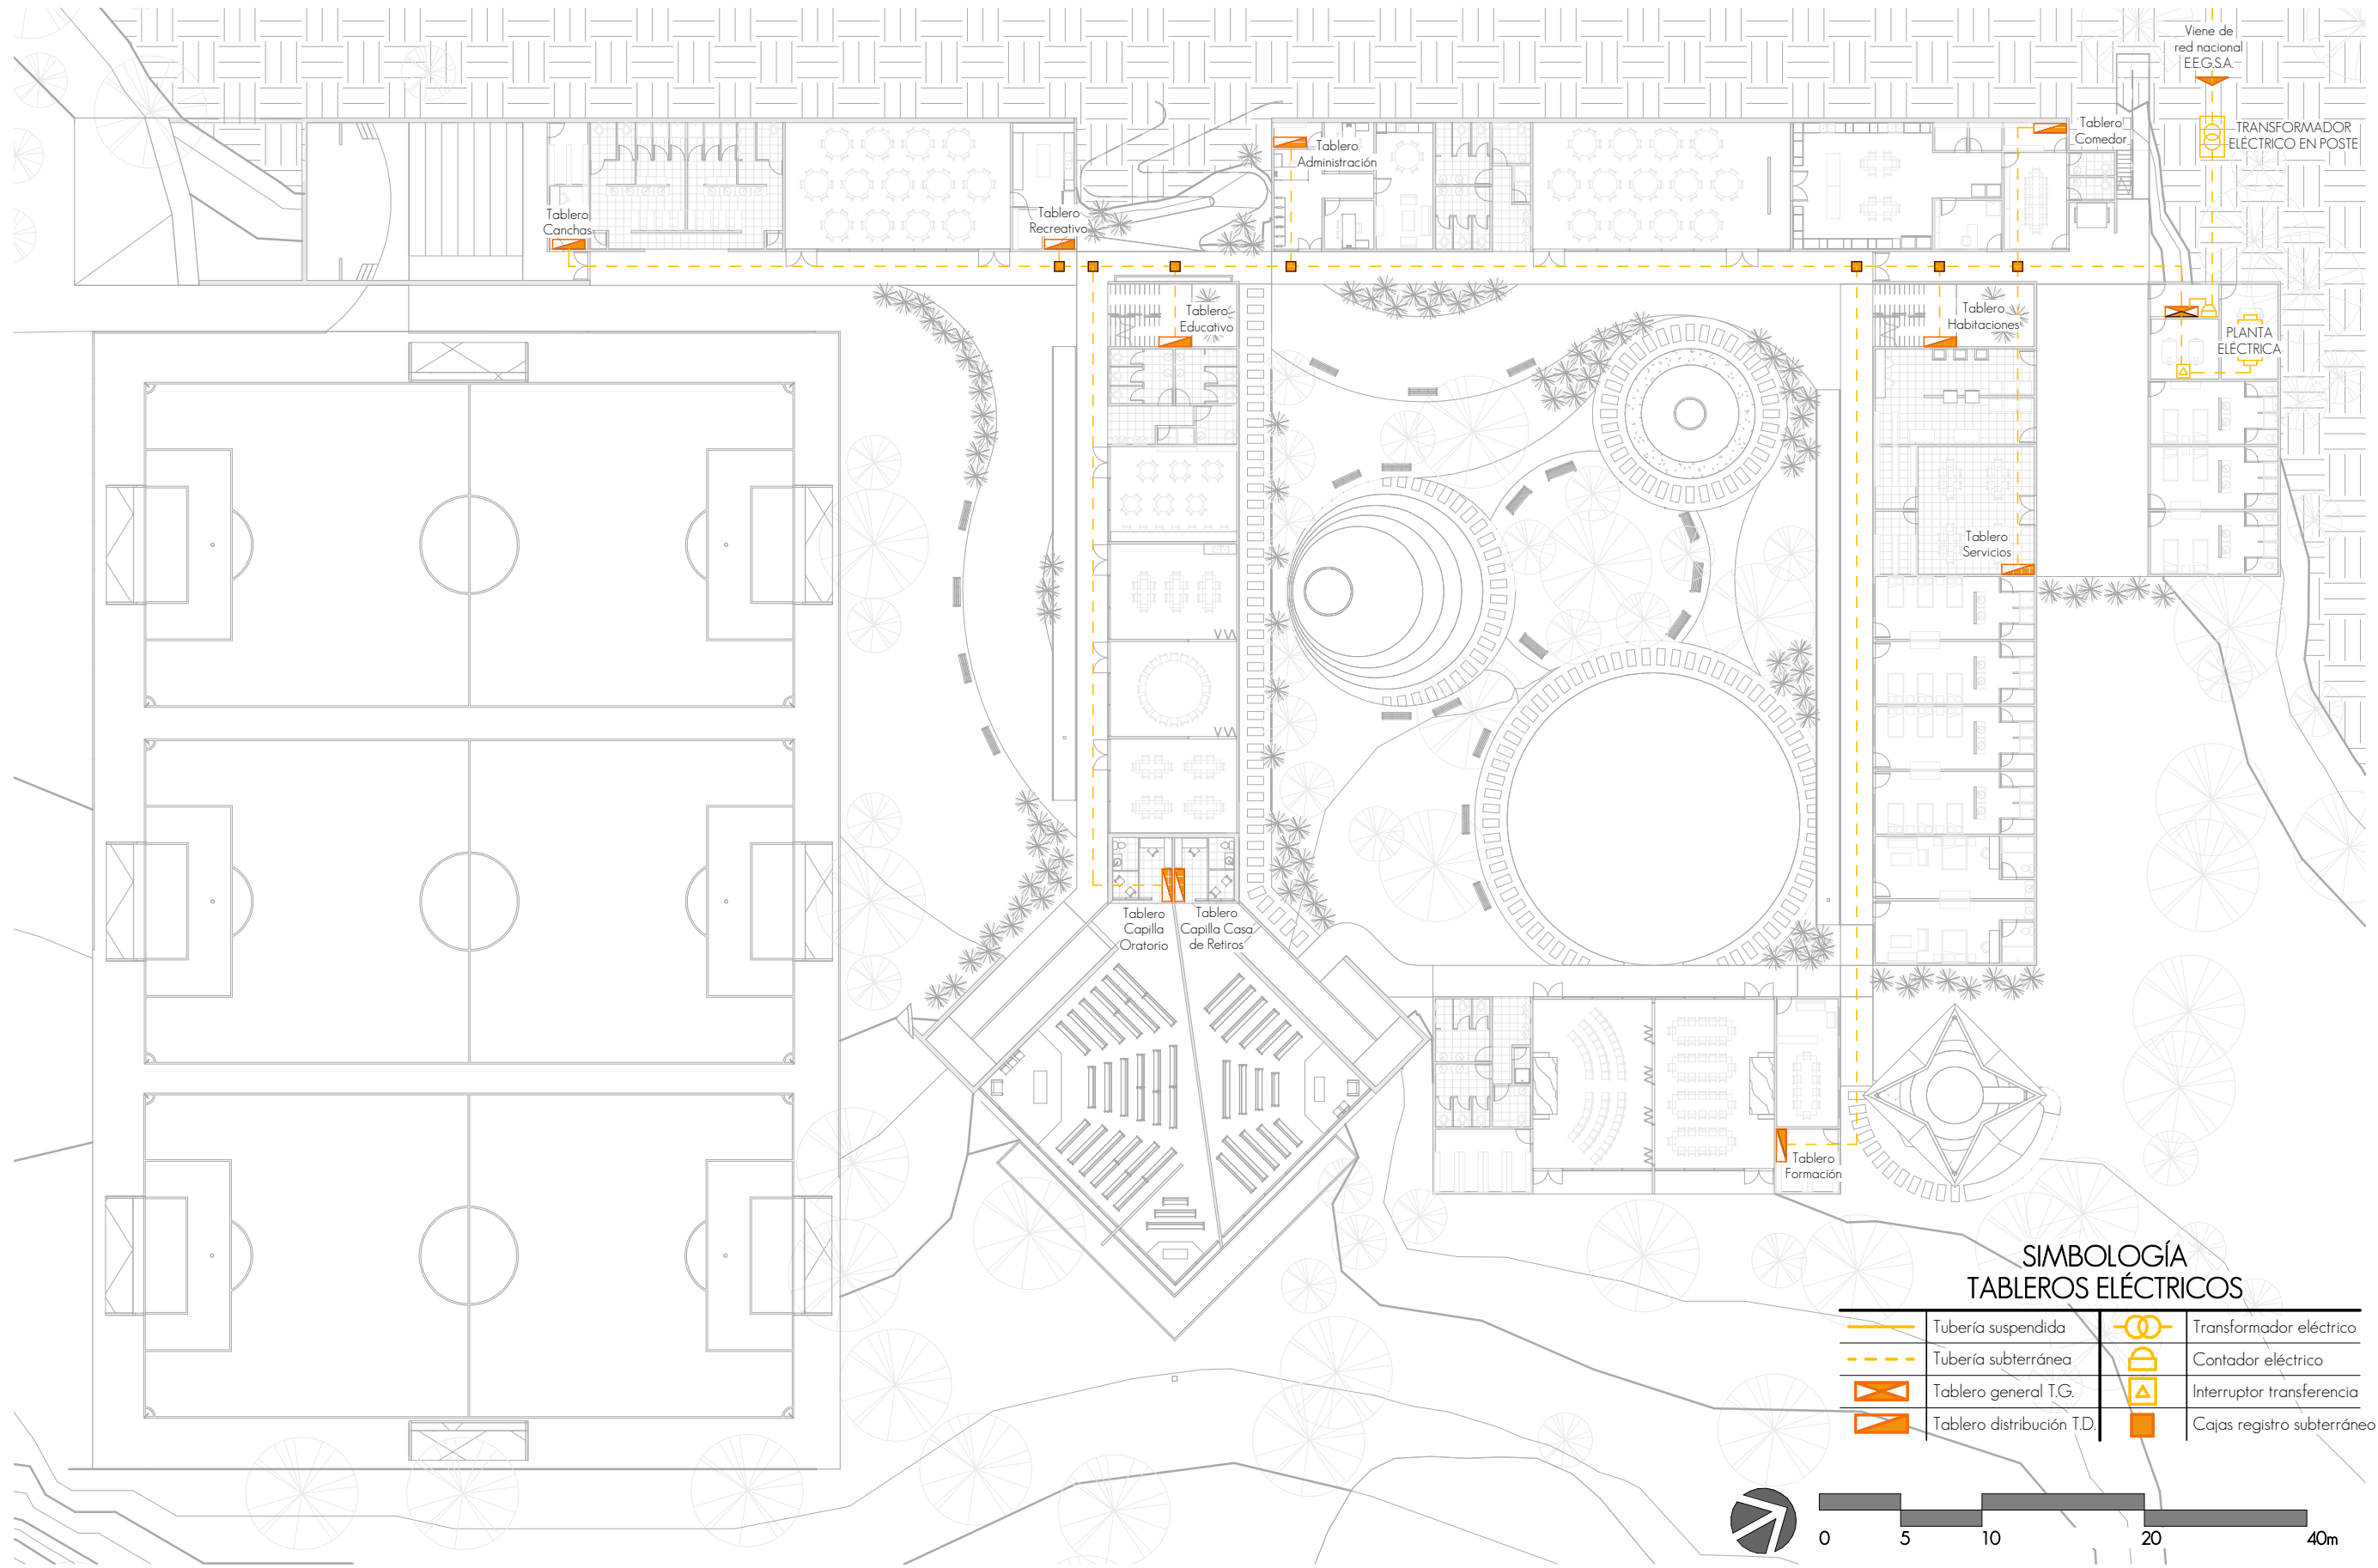 Viene de
red nacional
E.E.G.S.A.
TRANSFORMADOR
ELÉCTRICO EN POSTE
Tablero
Comedor
Tablero
Administración
Tablero
Canchas
Tablero
Recreativo
Tablero
Educativo
Tablero
Habitaciones
PLANTA
ELÉCTRICA
Tablero
Servicios
Tablero
Capilla
Oratorio
Tablero
Capilla Casa
de Retiros
Tablero
Formación
SIMBOLOGÍA
TABLEROS ELÉCTRICOS
Tubería suspendida
Transformador eléctrico
Tubería subterránea
Contador eléctrico
Tablero general T.G.
Interruptor transferencia
Tablero distribución T.D.
Cajas registro subterráneo
0 5 10 20 40m